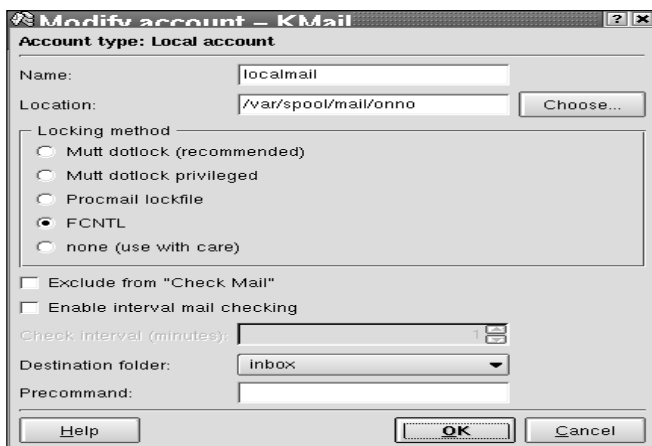 Modify account – KMail
Account type: Local account
Name: localmail
Location: /var/spool/mail/onno Choose...
Locking method
Mutt dotlock (recommended)
Mutt dotlock privileged
Procmail lockfile
FCNTL
none (use with care)
Exclude from "Check Mail"
Enable interval mail checking
Check interval (minutes): 1
Destination folder: inbox
Precommand:
Help OK Cancel